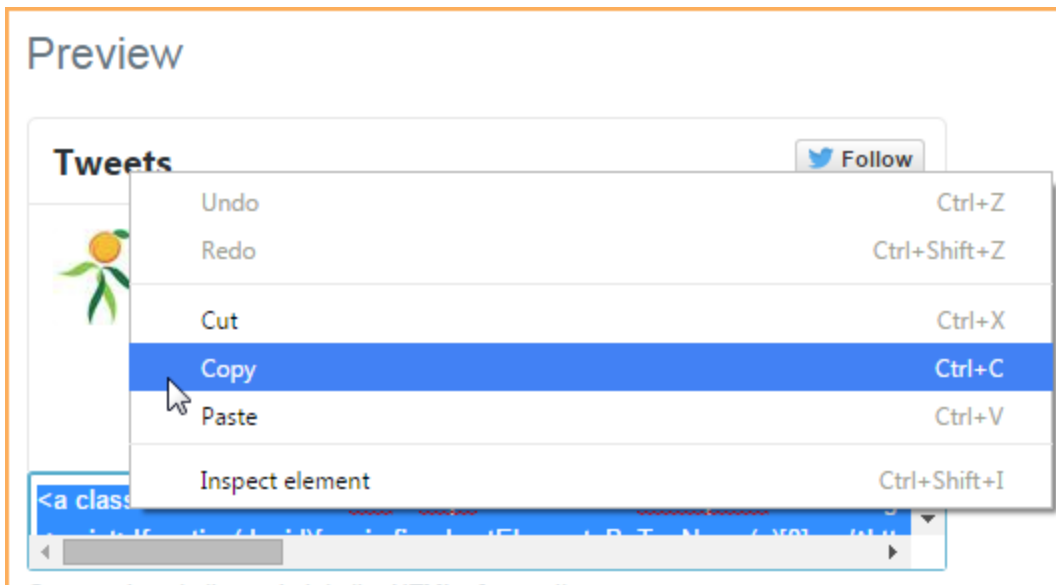 Preview
Tweets
Follow
Undo Ctrl+Z
Redo Ctrl+Shift+Z
Cut Ctrl+X
Copy Ctrl+C
Paste Ctrl+V
Inspect element Ctrl+Shift+I
<a class